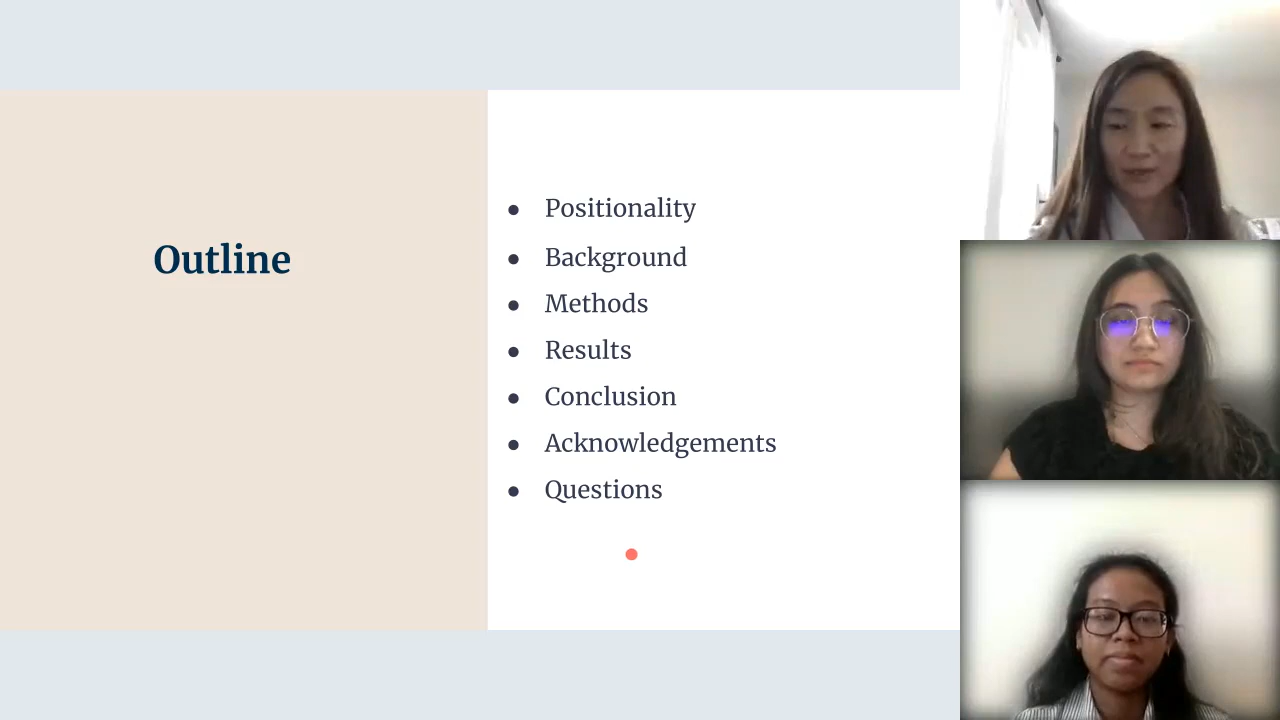 Outline
● Positionality
● Background
● Methods
● Results
● Conclusion
● Acknowledgements
● Questions